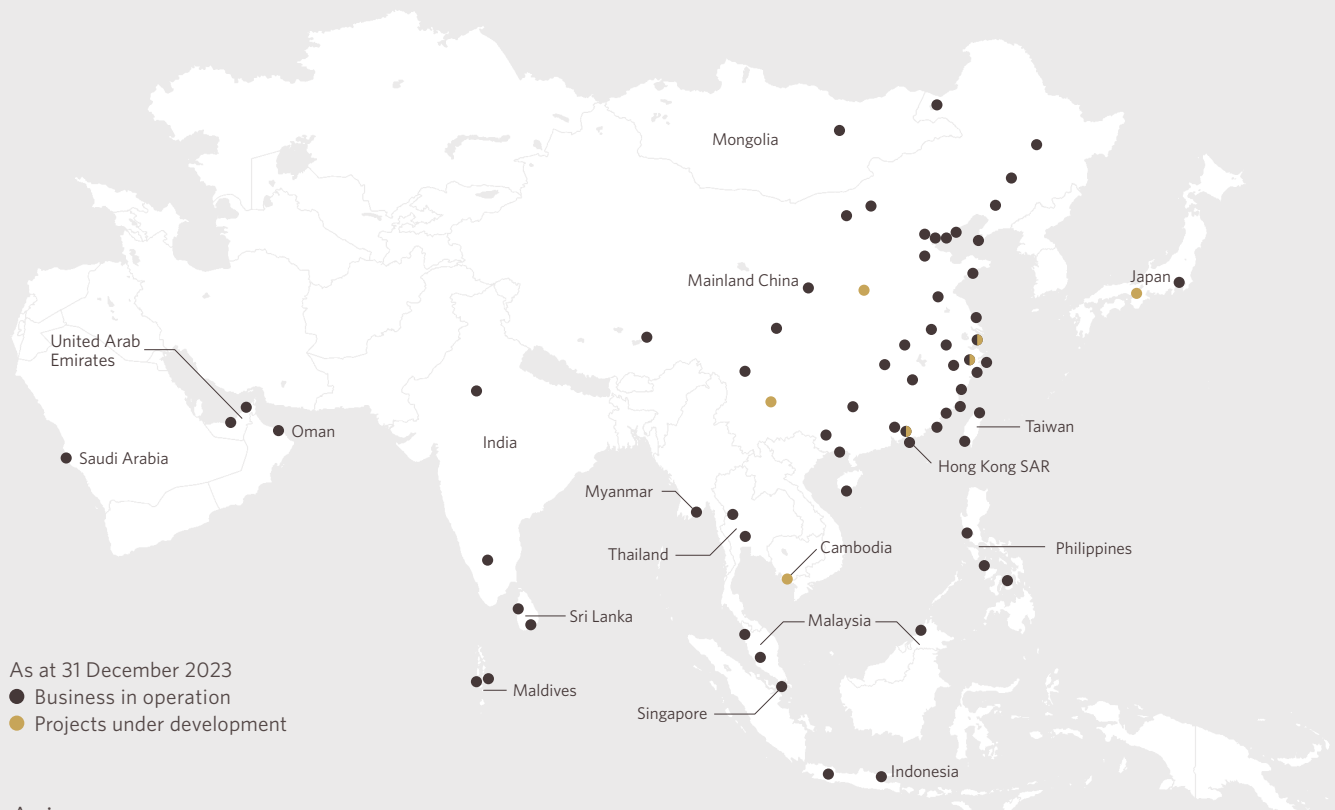 Mongolia
Mainland China
Japan
United Arab
Emirates
Oman
India
Taiwan
Saudi Arabia
Hong Kong SAR
Myanmar
Thailand
Cambodia
Philippines
Sri Lanka
Malaysia
As at 31 December 2023
Business in operation
Maldives
Projects under development
Singapore
Indonesia